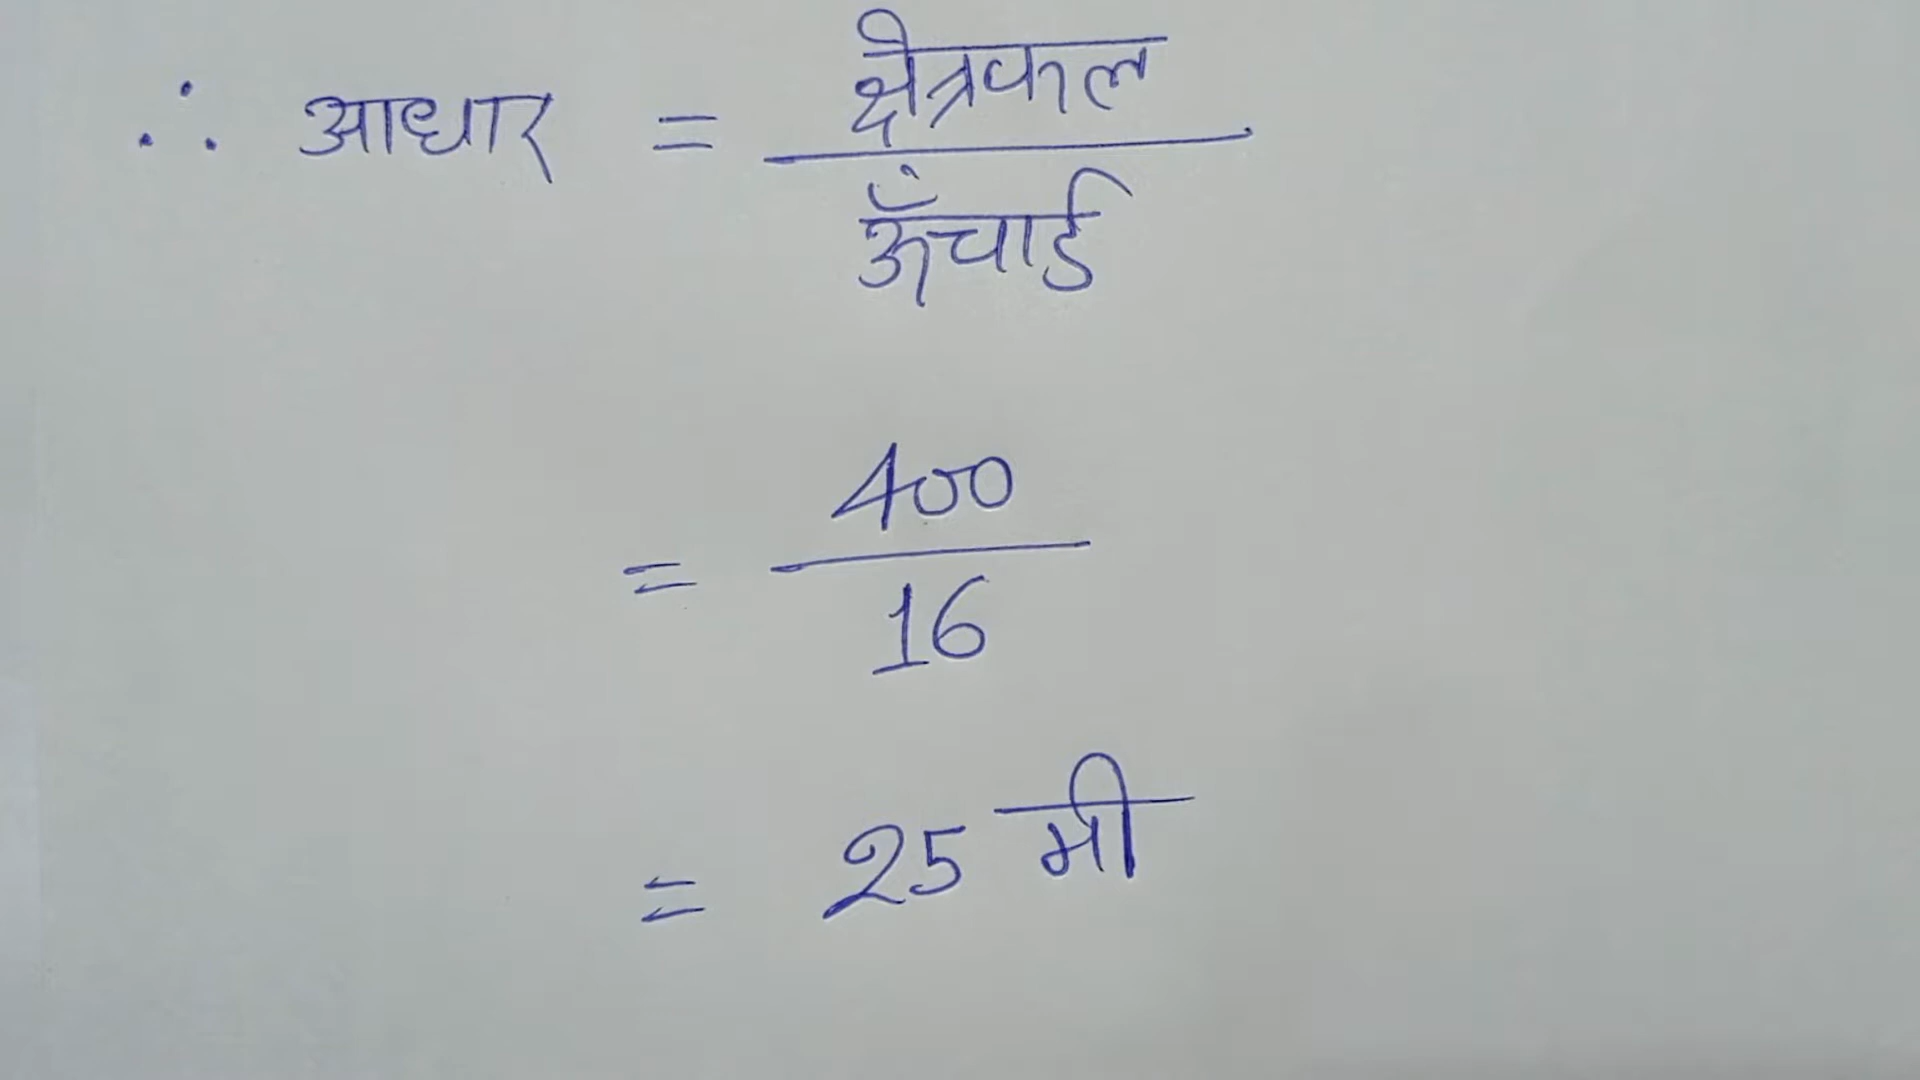 ∴ आधार = क्षेत्रफल / ऊँचाई
= 400 / 16
= 25 मी